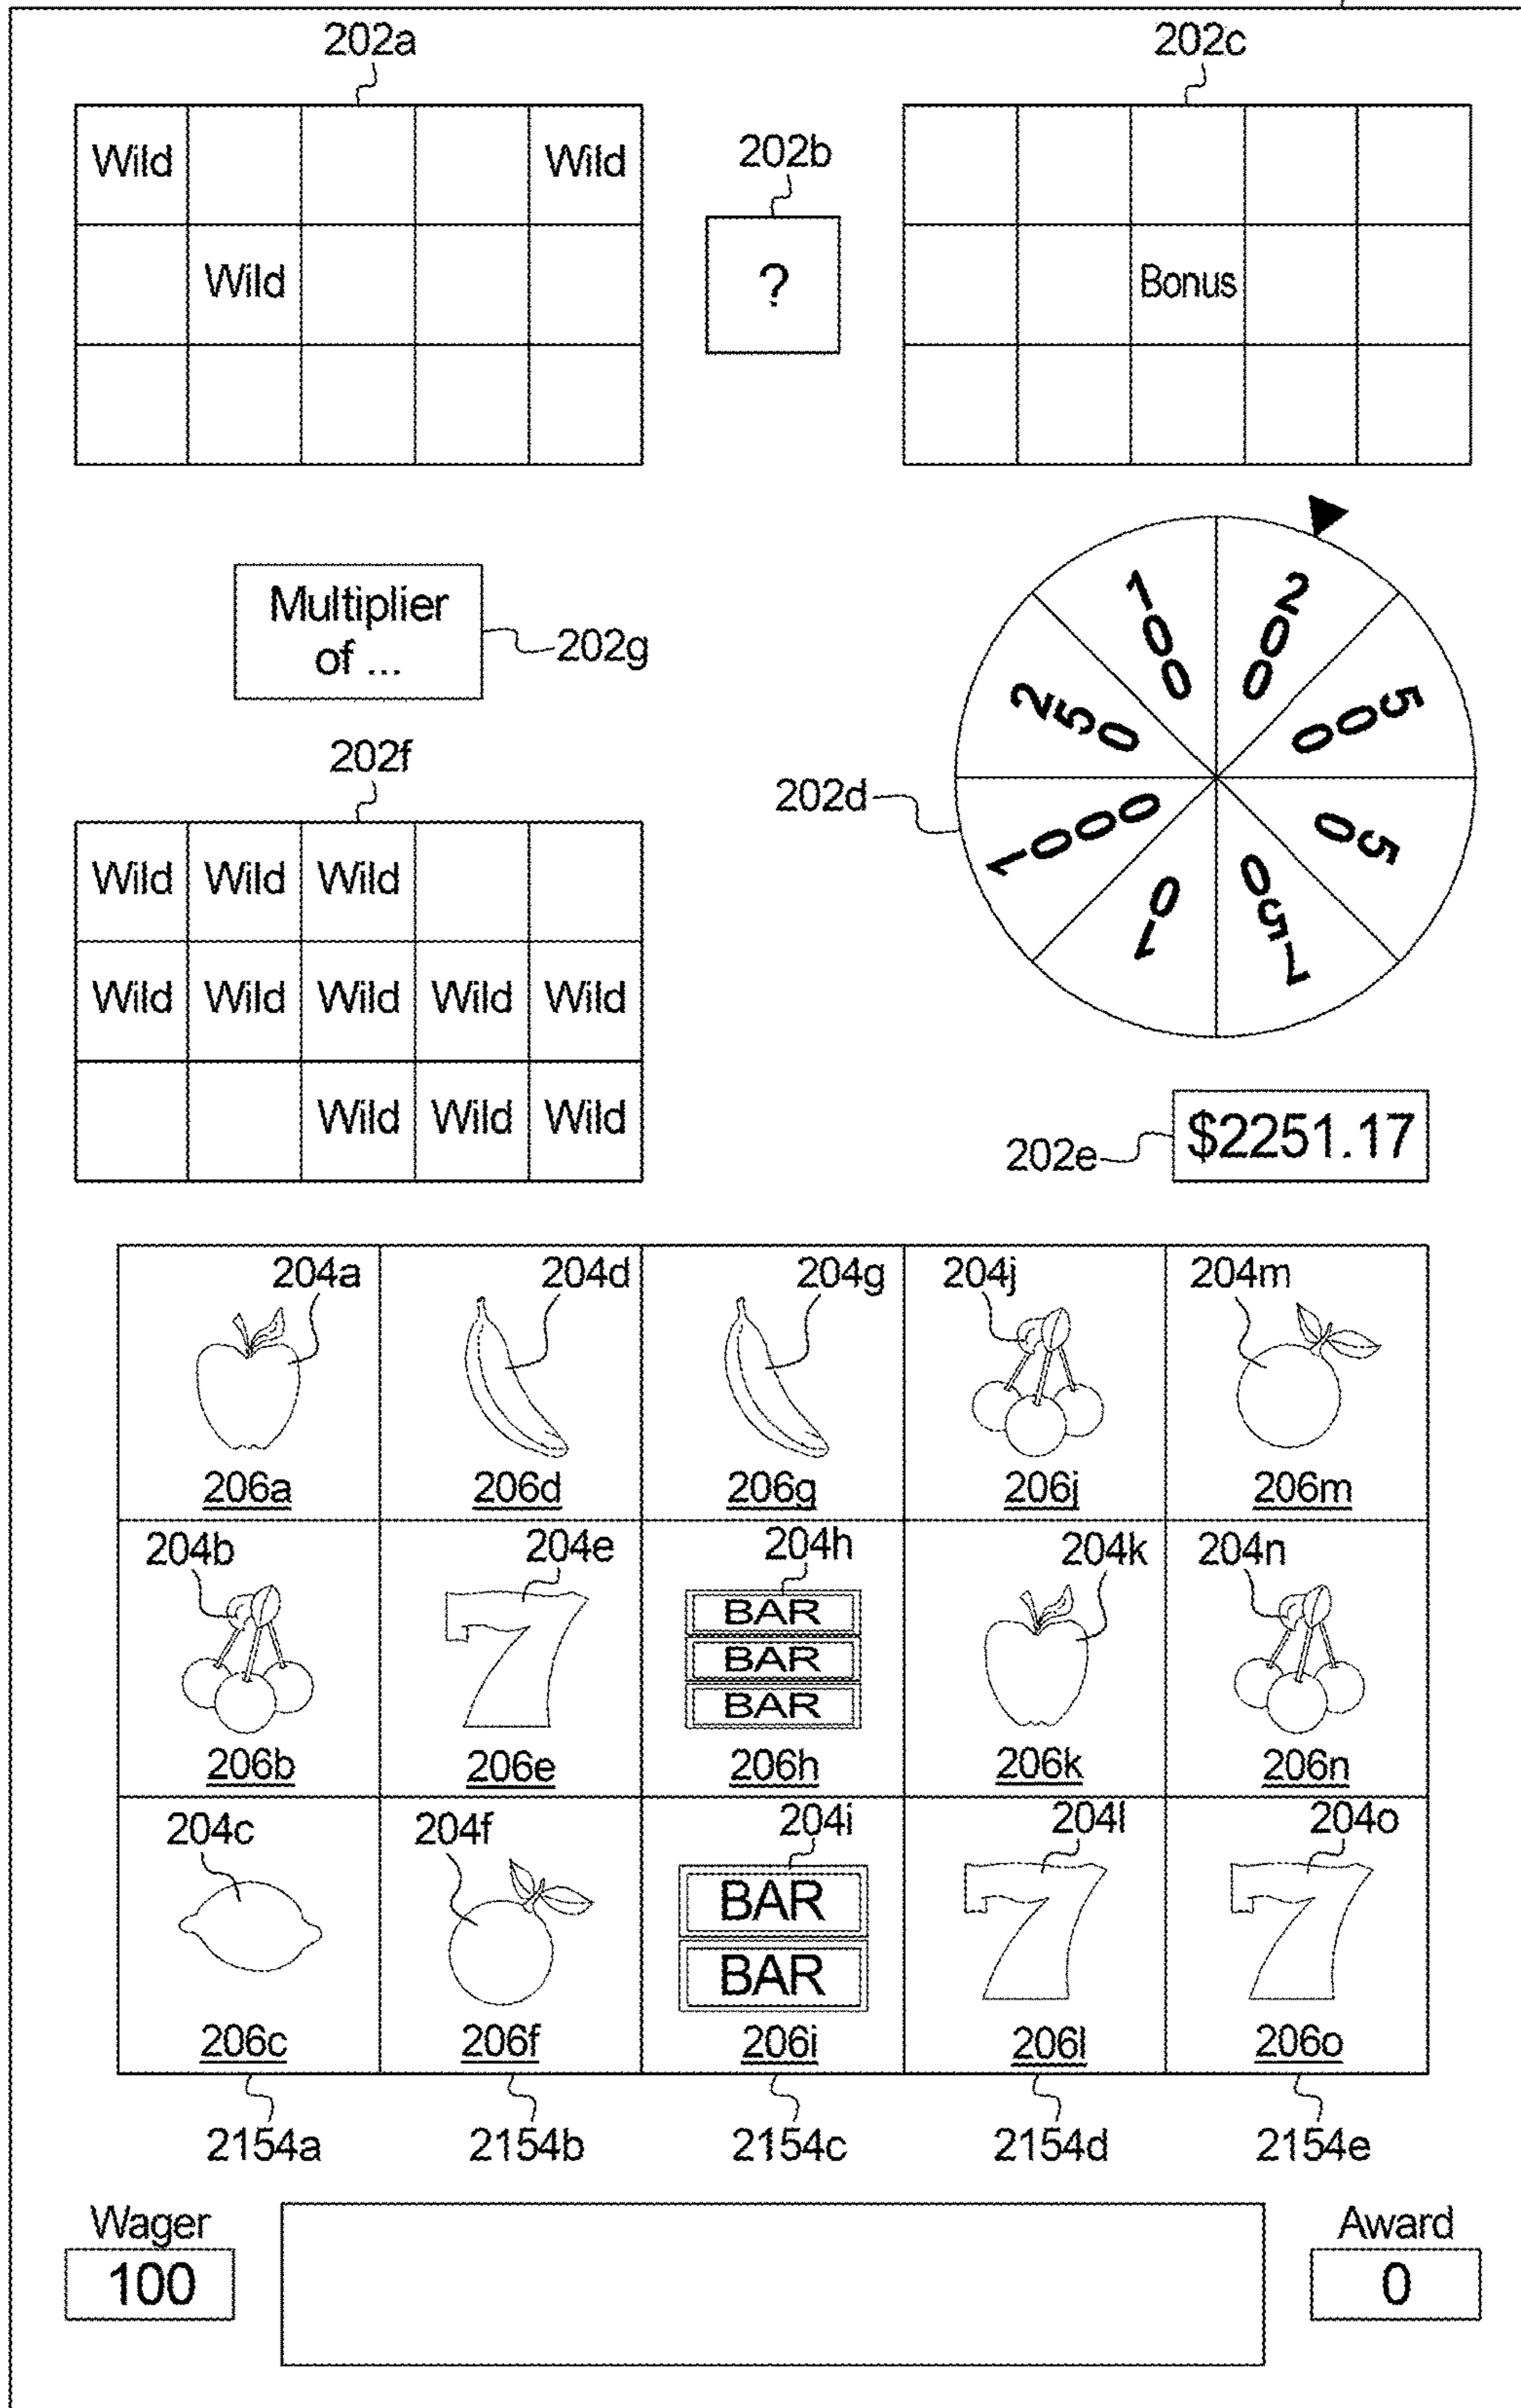 202a
202c
Wild Wild
202b
Wild
?
Bonus
Multiplier
of ...
202g
100
200
250
500
202f
202d
1000
50
10
750
Wild Wild Wild
Wild Wild Wild Wild Wild
Wild Wild Wild
202e
$2251.17
204a 204d 204g 204j 204m
206a 206d 206g 206j 206m
204b 204e 204h 204k 204n
7
BAR
BAR
BAR
206b 206e 206h 206k 206n
204c 204f 204i 204l 204o
BAR 7 7
BAR
206c 206f 206i 206l 206o
2154a 2154b 2154c 2154d 2154e
Wager Award
100 0